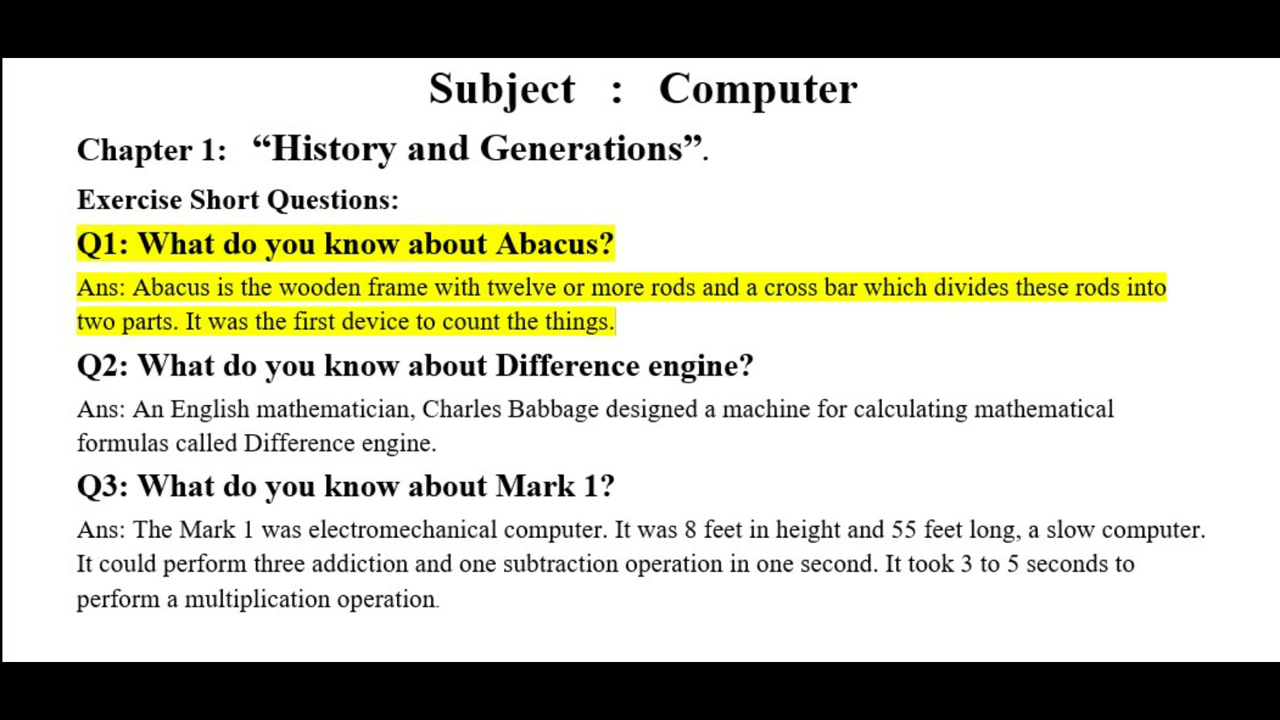 Subject : Computer
Chapter 1: “History and Generations”.
Exercise Short Questions:
Q1: What do you know about Abacus?
Ans: Abacus is the wooden frame with twelve or more rods and a cross bar which divides these rods into
two parts. It was the first device to count the things.
Q2: What do you know about Difference engine?
Ans: An English mathematician, Charles Babbage designed a machine for calculating mathematical
formulas called Difference engine.
Q3: What do you know about Mark 1?
Ans: The Mark 1 was electromechanical computer. It was 8 feet in height and 55 feet long, a slow computer.
It could perform three addiction and one subtraction operation in one second. It took 3 to 5 seconds to
perform a multiplication operation.